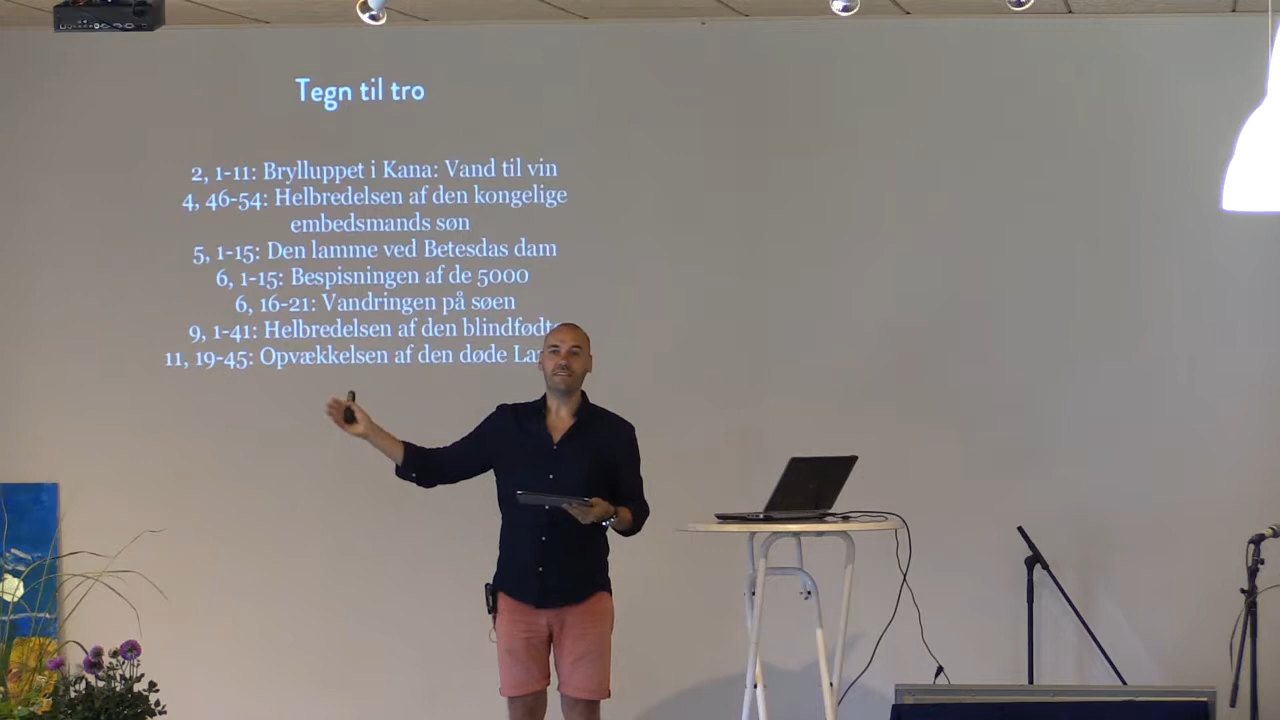 Tegn til tro
2, 1-11: Brylluppet i Kana: Vand til vin
4, 46-54: Helbredelsen af den kongelige
embedsmands søn
5, 1-15: Den lamme ved Betesdas dam
6, 1-15: Bespisningen af de 5000
6, 16-21: Vandringen på søen
9, 1-41: Helbredelsen af den
11, 19-45: Opvækkelsen af den døde